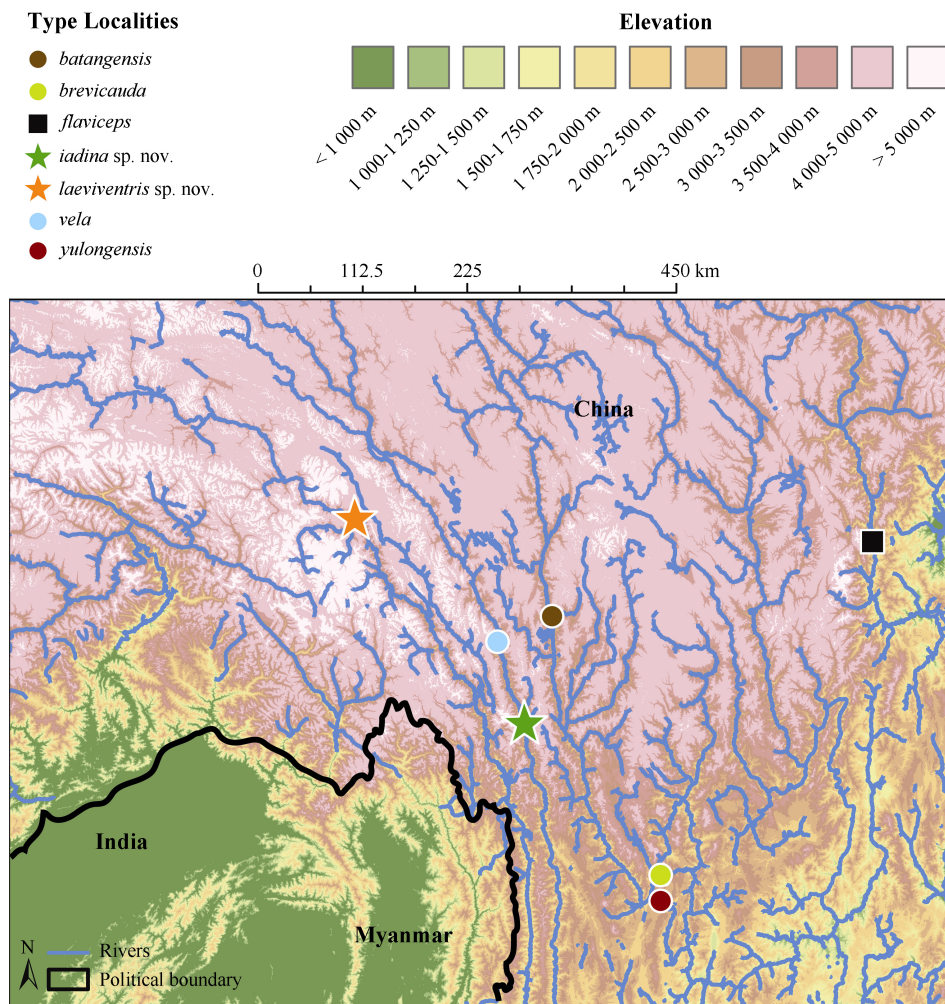 Type Localities
batangensis
brevicauda
flaviceps
iadina sp. nov.
laeviventris sp. nov.
vela
yulongensis
Elevation
< 1 000 m
1 000-1 250 m
1 250-1 500 m
1 500-1 750 m
1 750-2 000 m
2 000-2 500 m
2 500-3 000 m
3 000-3 500 m
3 500-4 000 m
4 000-5 000 m
> 5 000 m
0 112.5 225 450 km
China
India
Myanmar
N
Rivers
Political boundary